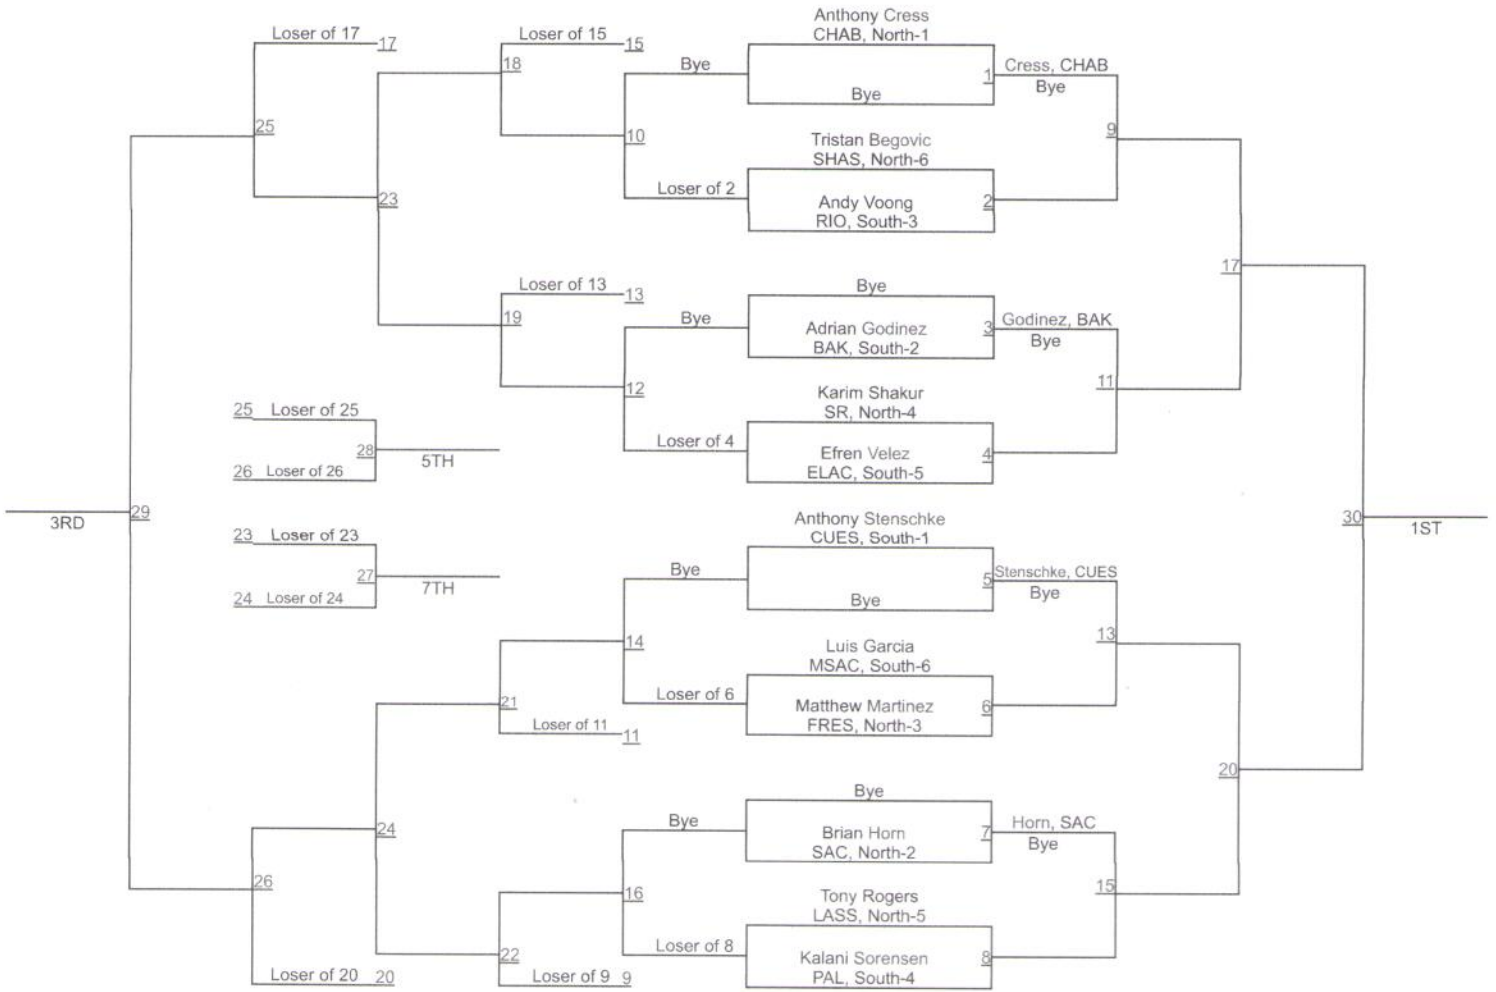 Anthony Cress
CHAB, North-1
Loser of 17
17
Loser of 15
15
18
Bye
1
Cress, CHAB
Bye
Bye
25
10
9
Tristan Begovic
SHAS, North-6
23
Loser of 2
Andy Voong
RIO, South-3
2
17
Loser of 13
13
Bye
19
Bye
Adrian Godinez
BAK, South-2
3
Godinez, BAK
Bye
12
11
Karim Shakur
SR, North-4
25
Loser of 25
28
5TH
26
Loser of 26
Loser of 4
Efren Velez
ELAC, South-5
4
3RD
29
30
1ST
Anthony Stenschke
CUES, South-1
23
Loser of 23
27
7TH
24
Loser of 24
Bye
5
Stenschke, CUES
Bye
Bye
14
13
Luis Garcia
MSAC, South-6
21
Loser of 6
Matthew Martinez
FRES, North-3
6
Loser of 11
11
20
Bye
24
Bye
Brian Horn
SAC, North-2
7
Horn, SAC
Bye
26
16
15
Tony Rogers
LASS, North-5
22
Loser of 8
Kalani Sorensen
PAL, South-4
8
Loser of 20
20
Loser of 9
9